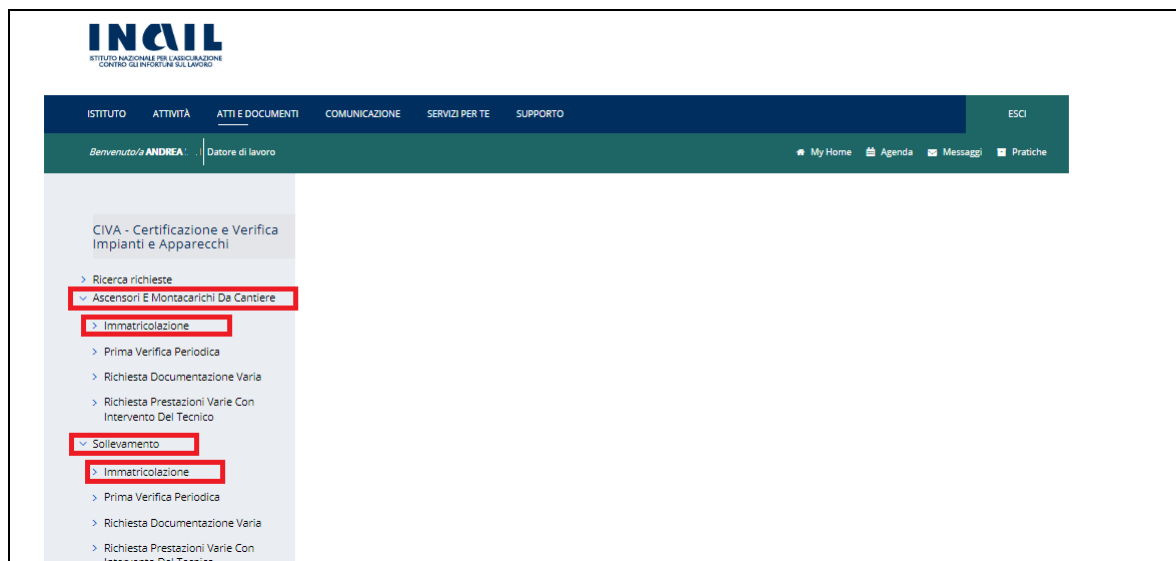 INAIL
ISTITUTO NAZIONALE PER L'ASSICURAZIONE
CONTRO GLI INFORTUNI SUL LAVORO
ISTITUTO ATTIVITÀ ATTI E DOCUMENTI COMUNICAZIONE SERVIZI PER TE SUPPORTO ESCI
Benvenuto/a ANDREA Datore di lavoro My Home Agenda Messaggi Pratiche
CIVA - Certificazione e Verifica
Impianti e Apparecchi
Ricerca richieste
Ascensori E Montacarichi Da Cantiere
Immatricolazione
Prima Verifica Periodica
Richiesta Documentazione Varia
Richiesta Prestazioni Varie Con
Intervento Del Tecnico
Sollevamento
Immatricolazione
Prima Verifica Periodica
Richiesta Documentazione Varia
Richiesta Prestazioni Varie Con